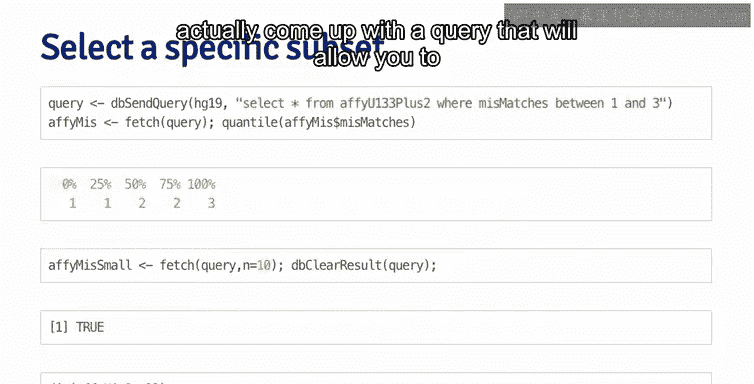 actually come up with a query that will
allow you to
Select a specific subset
query <- dbSendQuery(hg19, "select * from affyU133Plus2 where misMatches between 1 and 3")
affyMis <- fetch(query); quantile(affyMis$misMatches)
0% 25% 50% 75% 100%
1 1 2 2 3
affyMisSmall <- fetch(query,n=10); dbClearResult(query);
[1] TRUE